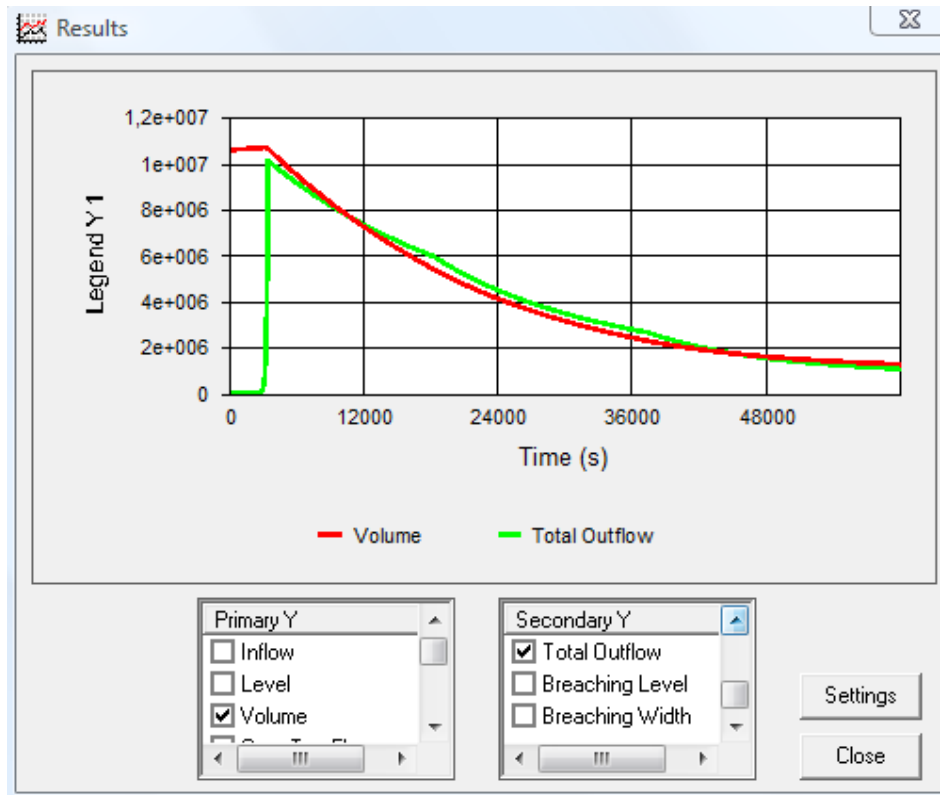 Results
1,2e+007
1e+007
8e+006
6e+006
4e+006
2e+006
0
Legend Y 1
0 12000 24000 36000 48000
Time (s)
Volume Total Outflow
Primary Y
Inflow
Level
Volume
Secondary Y
Total Outflow
Breaching Level
Breaching Width
Settings
Close